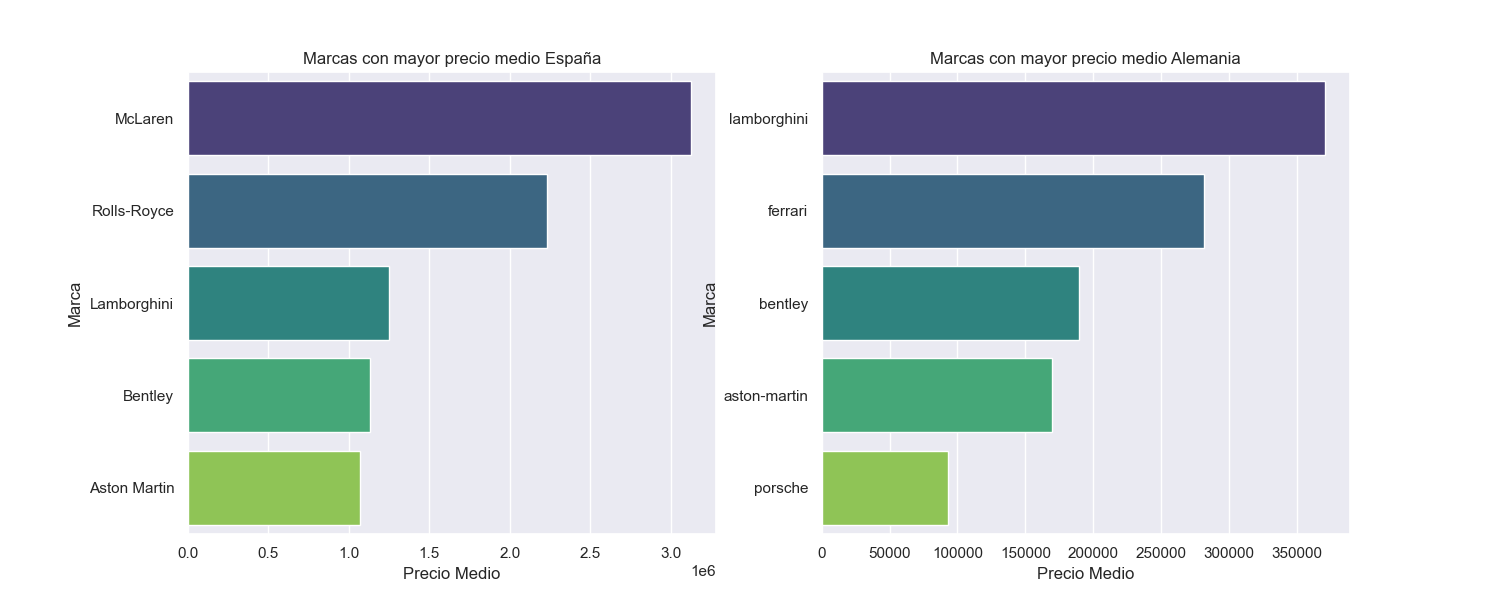 Marcas con mayor precio medio España
McLaren
Rolls-Royce
Lamborghini
Bentley
Aston Martin
Marca
0.0 0.5 1.0 1.5 2.0 2.5 3.0
1e6
Precio Medio
Marcas con mayor precio medio Alemania
lamborghini
ferrari
bentley
aston-martin
porsche
Marca
0 50000 100000 150000 200000 250000 300000 350000
Precio Medio